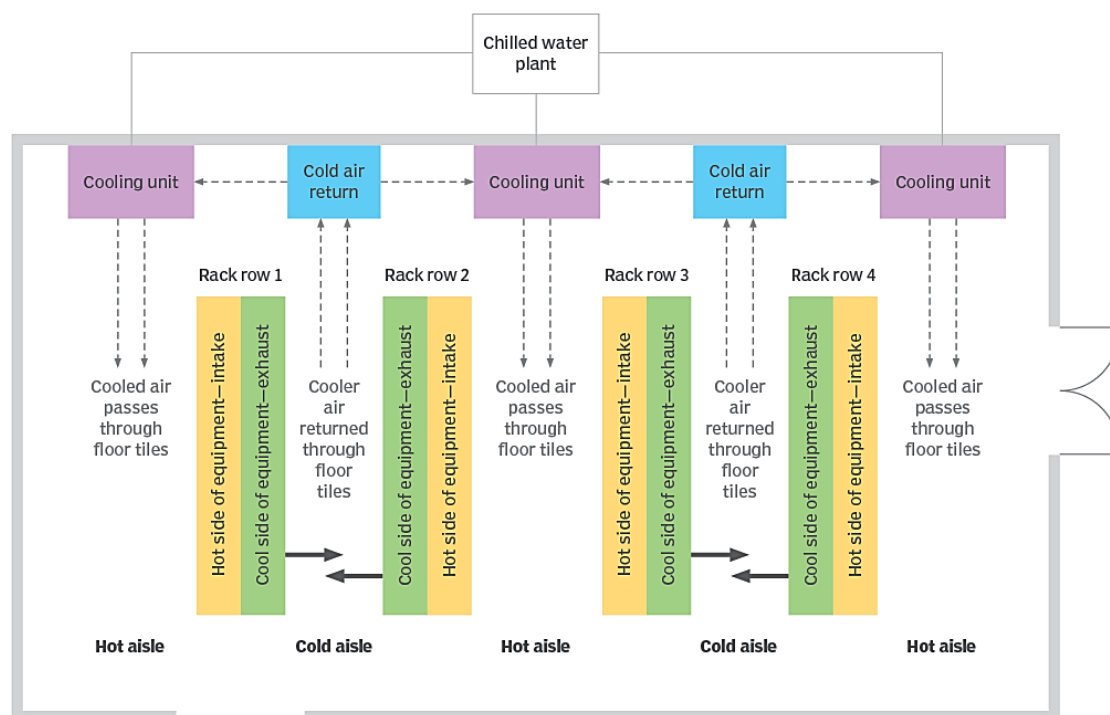 Chilled water
plant
Cooling unit
Cold air
return
Cooling unit
Cold air
return
Cooling unit
Rack row 1
Rack row 2
Rack row 3
Rack row 4
Hot side of equipment—intake
Cool side of equipment—exhaust
Cool side of equipment—exhaust
Hot side of equipment—intake
Hot side of equipment—intake
Cool side of equipment—exhaust
Cool side of equipment—exhaust
Hot side of equipment—intake
Cooled air
passes
through
floor tiles
Cooler
air
returned
through
floor
tiles
Cooled air
passes
through
floor tiles
Cooler
air
returned
through
floor
tiles
Cooled air
passes
through
floor tiles
Hot aisle
Cold aisle
Hot aisle
Cold aisle
Hot aisle